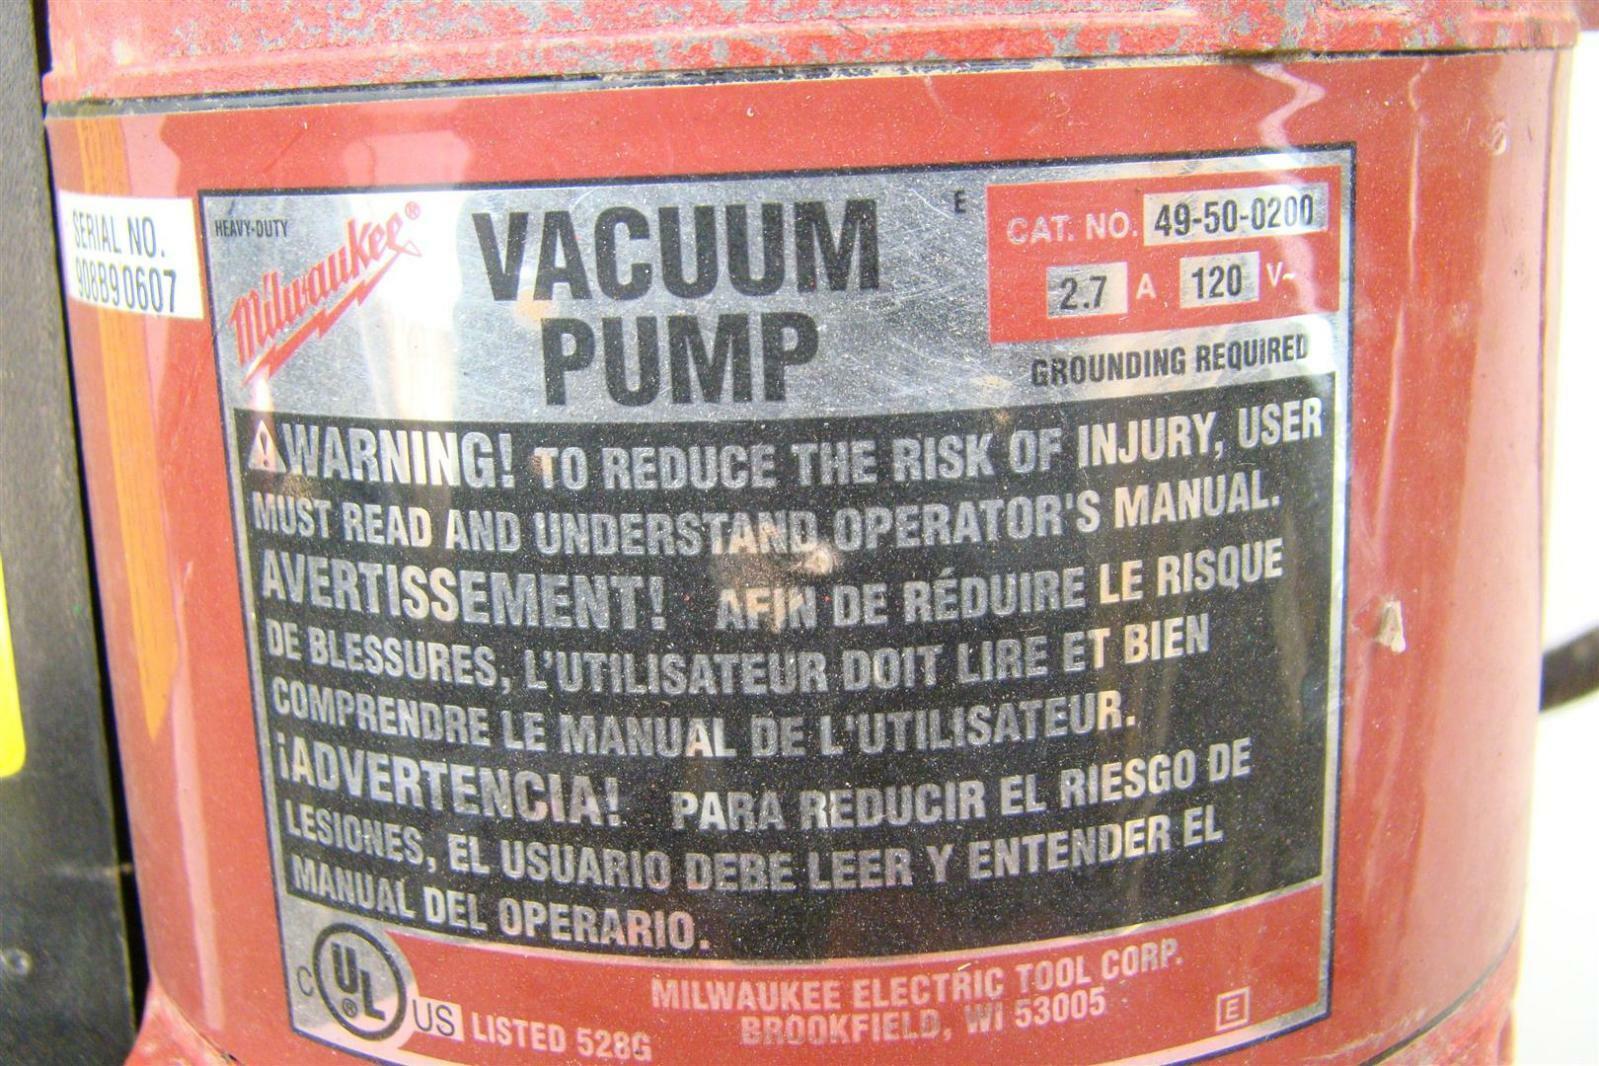 SERIAL NO.
908B90607
HEAVY-DUTY
Milwaukee®
VACUUM
PUMP
E
CAT. NO. 49-50-0200
2.7 A 120 V~
GROUNDING REQUIRED
WARNING! TO REDUCE THE RISK OF INJURY, USER
MUST READ AND UNDERSTAND OPERATOR'S MANUAL.
AVERTISSEMENT! AFIN DE RÉDUIRE LE RISQUE
DE BLESSURES, L'UTILISATEUR DOIT LIRE ET BIEN
COMPRENDRE LE MANUAL DE L'UTILISATEUR.
¡ADVERTENCIA! PARA REDUCIR EL RIESGO DE
LESIONES, EL USUARIO DEBE LEER Y ENTENDER EL
MANUAL DEL OPERARIO.
C UL ® US LISTED 528G
MILWAUKEE ELECTRIC TOOL CORP.
BROOKFIELD, WI 53005
E